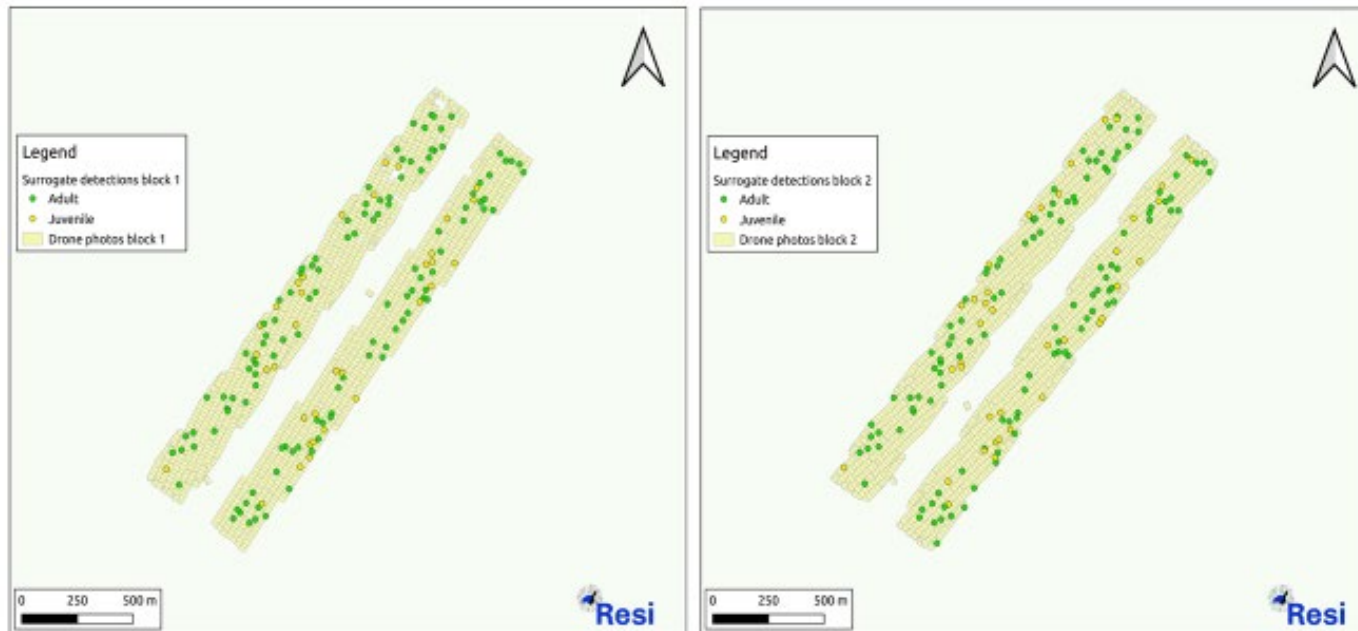 Legend
Surrogate detections block 1
Adult
Juvenile
Drone photos block 1
0 250 500 m
Resi
Legend
Surrogate detections block 2
Adult
Juvenile
Drone photos block 2
0 250 500 m
Resi